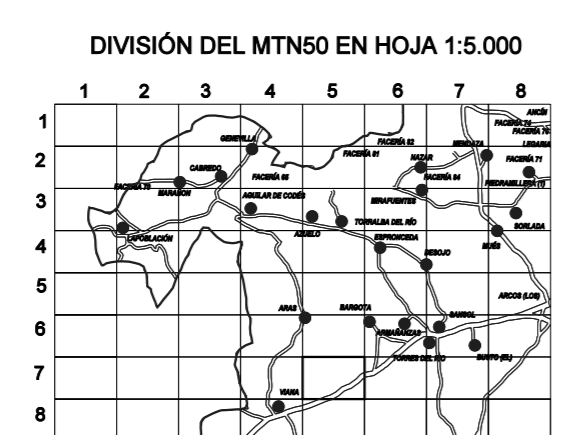 DIVISIÓN DEL MTN50 EN HOJA 1:5.000
1 2 3 4 5 6 7 8
1
ANCÍN
FACERÍA 74
FACERÍA 76
GENEVILLA
FACERÍA 82
MENDAZA
LEGARIA
2
FACERÍA 81
NAZAR
FACERÍA 71
CABREDO
FACERÍA 65
FACERÍA 84
PIEDRAMILLERA (1)
FACERÍA 70
MARAÑON
3
AGUILAR DE CODÉS
MIRAFUENTES
TORRALBA DEL RÍO
SORLADA
AZUELO
LAPOBLACIÓN
4
ESPRONCEDA
MUÉS
DESOJO
5
ARCOS (LOS)
ARAS
BARGOTA
SANSOL
6
ARMAÑANZAS
TORRES DEL RÍO
BUSTO (EL)
7
VIANA
8